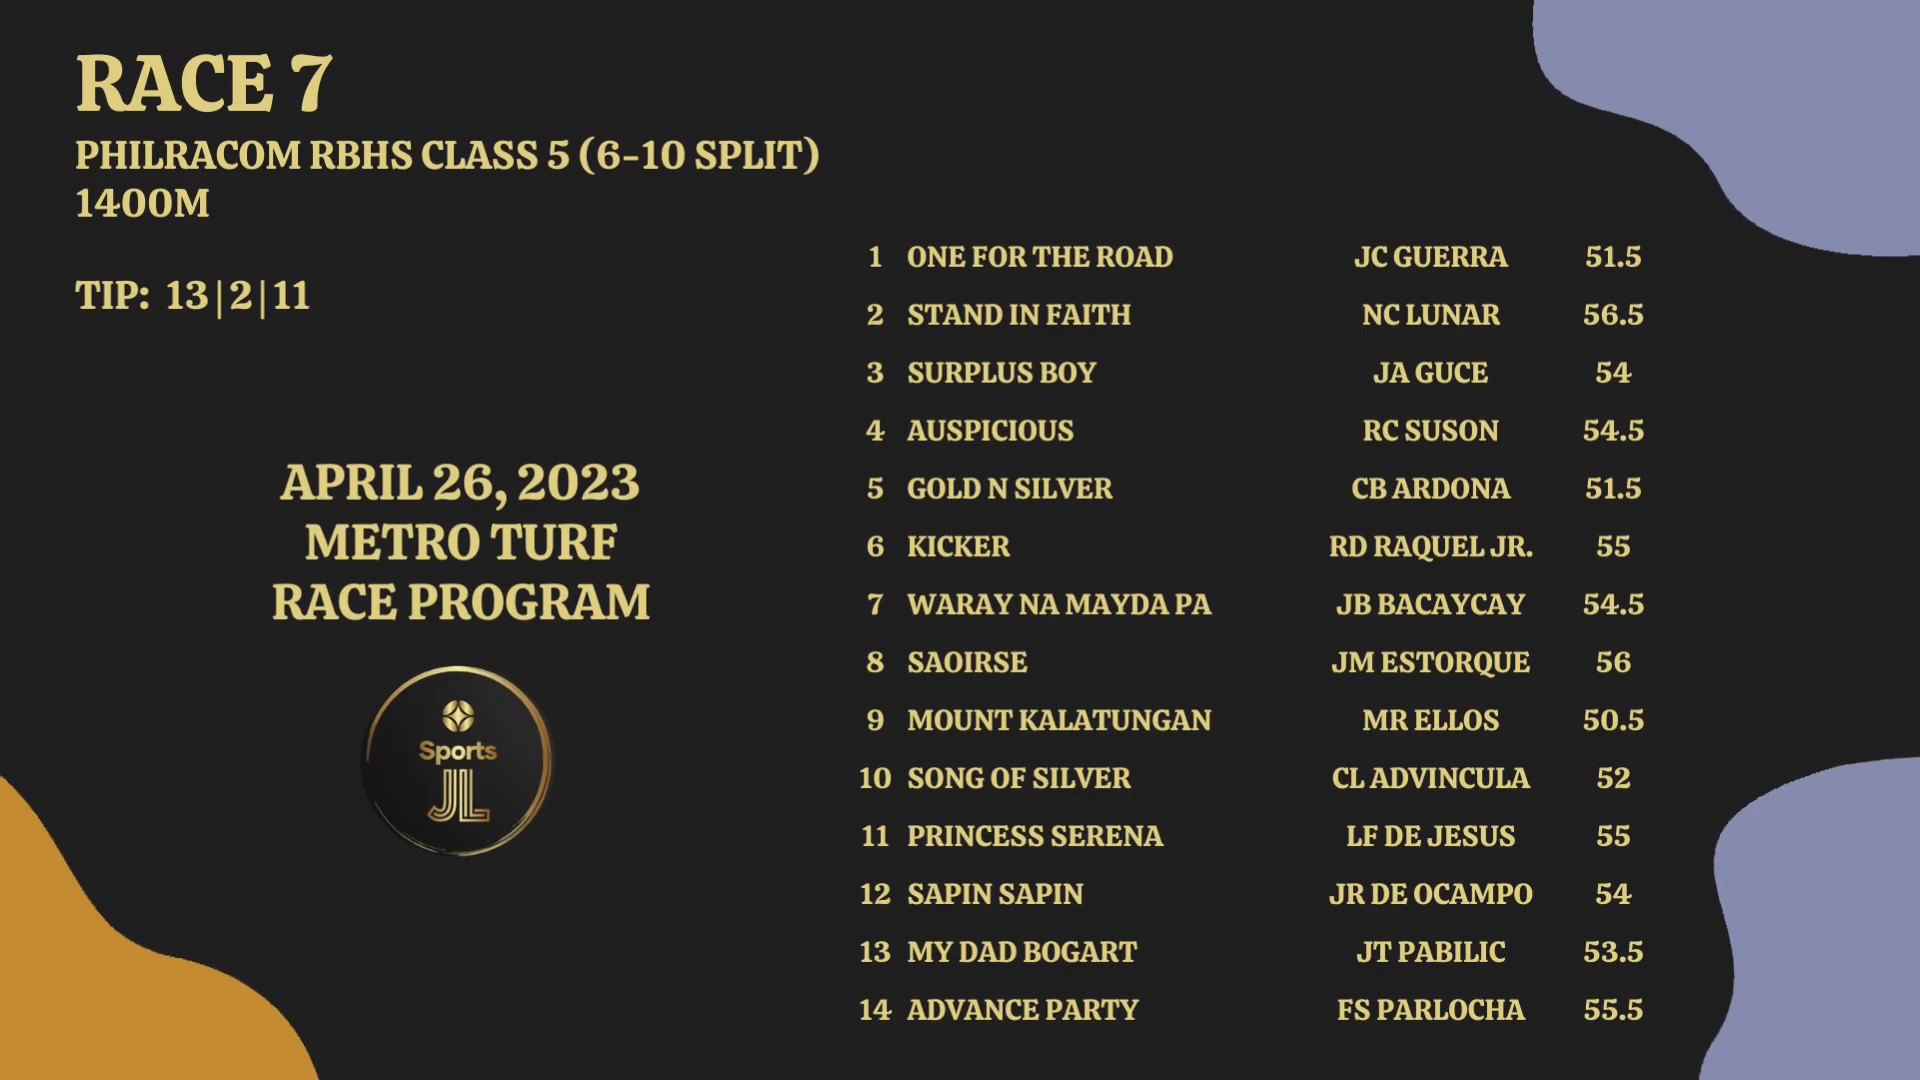 RACE 7
PHILRACOM RBHS CLASS 5 (6-10 SPLIT)
1400M
TIP: 13|2|11
APRIL 26, 2023
METRO TURF
RACE PROGRAM
Sports
JL
1 ONE FOR THE ROAD JC GUERRA 51.5
2 STAND IN FAITH NC LUNAR 56.5
3 SURPLUS BOY JA GUCE 54
4 AUSPICIOUS RC SUSON 54.5
5 GOLD N SILVER CB ARDONA 51.5
6 KICKER RD RAQUEL JR. 55
7 WARAY NA MAYDA PA JB BACAYCAY 54.5
8 SAOIRSE JM ESTORQUE 56
9 MOUNT KALATUNGAN MR ELLOS 50.5
10 SONG OF SILVER CL ADVINCULA 52
11 PRINCESS SERENA LF DE JESUS 55
12 SAPIN SAPIN JR DE OCAMPO 54
13 MY DAD BOGART JT PABILIC 53.5
14 ADVANCE PARTY FS PARLOCHA 55.5